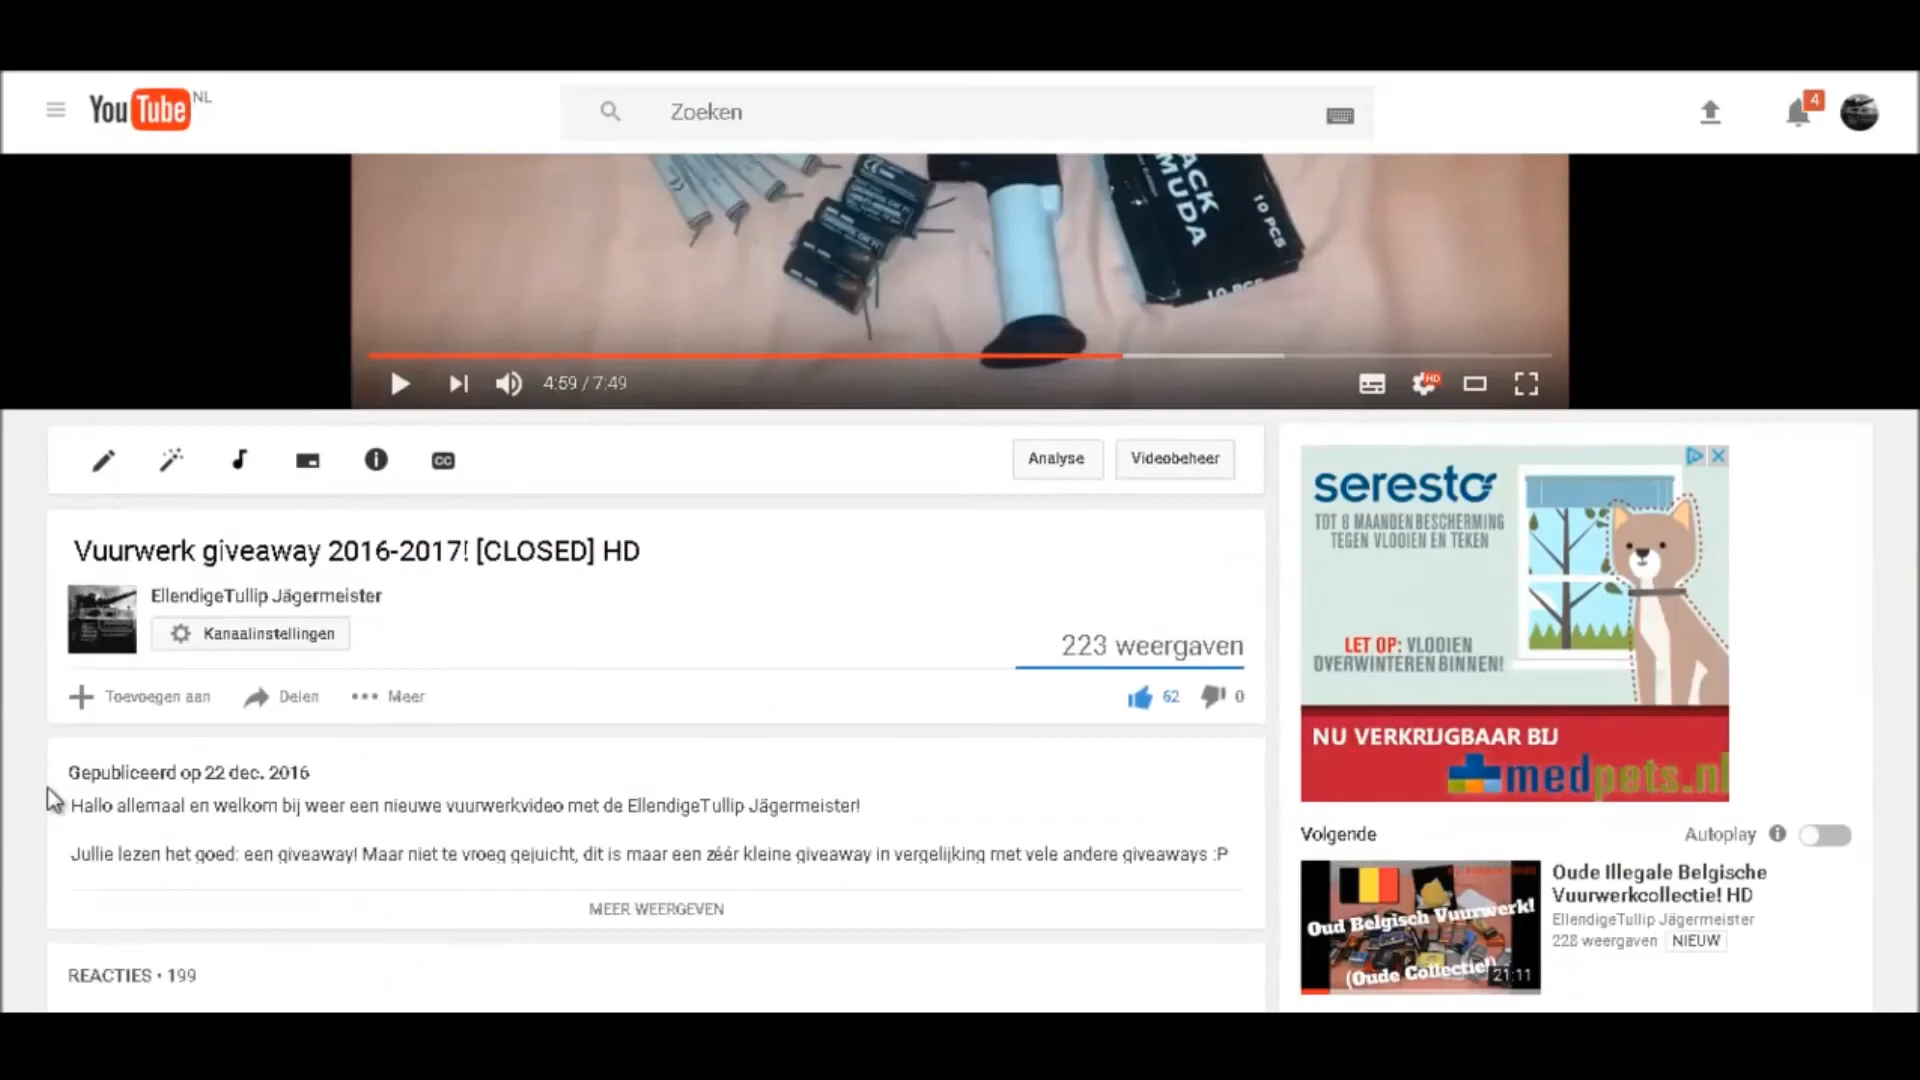 YouTube NL
Zoeken
4
ACK
MUDA
10 PCS
10 PCS
4:59 / 7:49
HD
CC
Analyse
Videobeheer
Vuurwerk giveaway 2016-2017! [CLOSED] HD
EllendigeTullip Jägermeister
Kanaalinstellingen
223 weergaven
Toevoegen aan
Delen
Meer
62
0
Gepubliceerd op 22 dec. 2016
Hallo allemaal en welkom bij weer een nieuwe vuurwerkvideo met de EllendigeTullip Jägermeister!
Jullie lezen het goed: een giveaway! Maar niet te vroeg gejuicht, dit is maar een zéér kleine giveaway in vergelijking met vele andere giveaways :P
MEER WEERGEVEN
REACTIES • 199
seresto
TOT 8 MAANDEN BESCHERMING
TEGEN VLOOIEN EN TEKEN
LET OP: VLOOIEN
OVERWINTEREN BINNEN!
NU VERKRIJGBAAR BIJ
medpets.nl
Volgende
Autoplay
Oud Belgisch Vuurwerk!
(Oude Collectie!)
21:11
Oude Illegale Belgische
Vuurwerkcollectie! HD
EllendigeTullip Jägermeister
228 weergaven
NIEUW